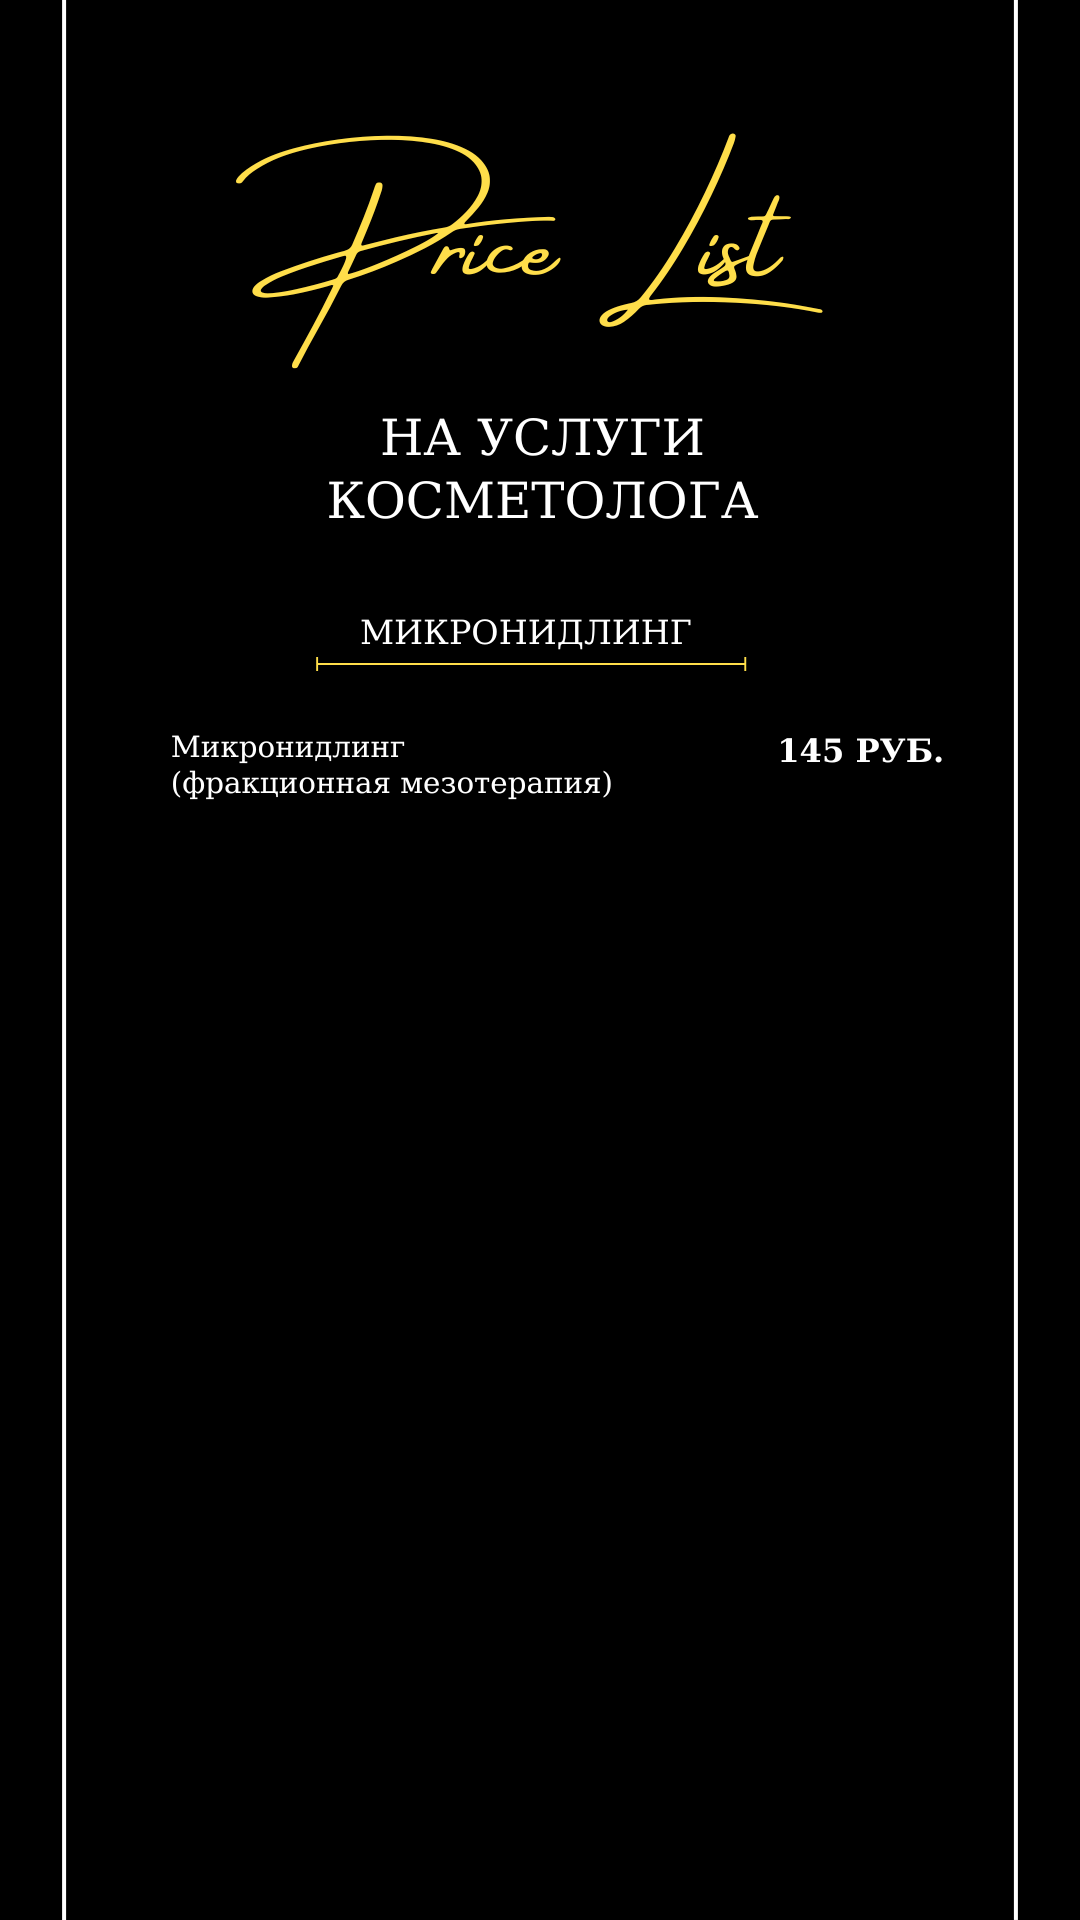 Price List
НА УСЛУГИ
КОСМЕТОЛОГА
МИКРОНИДЛИНГ
Микронидлинг 145 РУБ.
(фракционная мезотерапия)